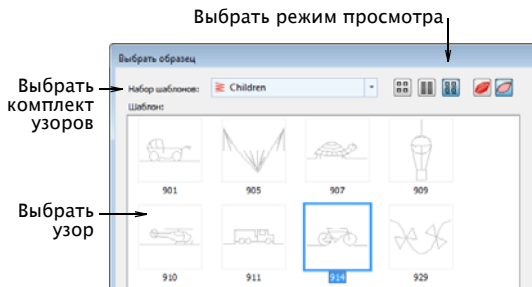 Выбрать режим просмотра
Выбрать образец
Выбрать
комплект
узоров
Набор шаблонов:
Children
Шаблон:
901
905
907
909
Выбрать
узор
910
911
914
929